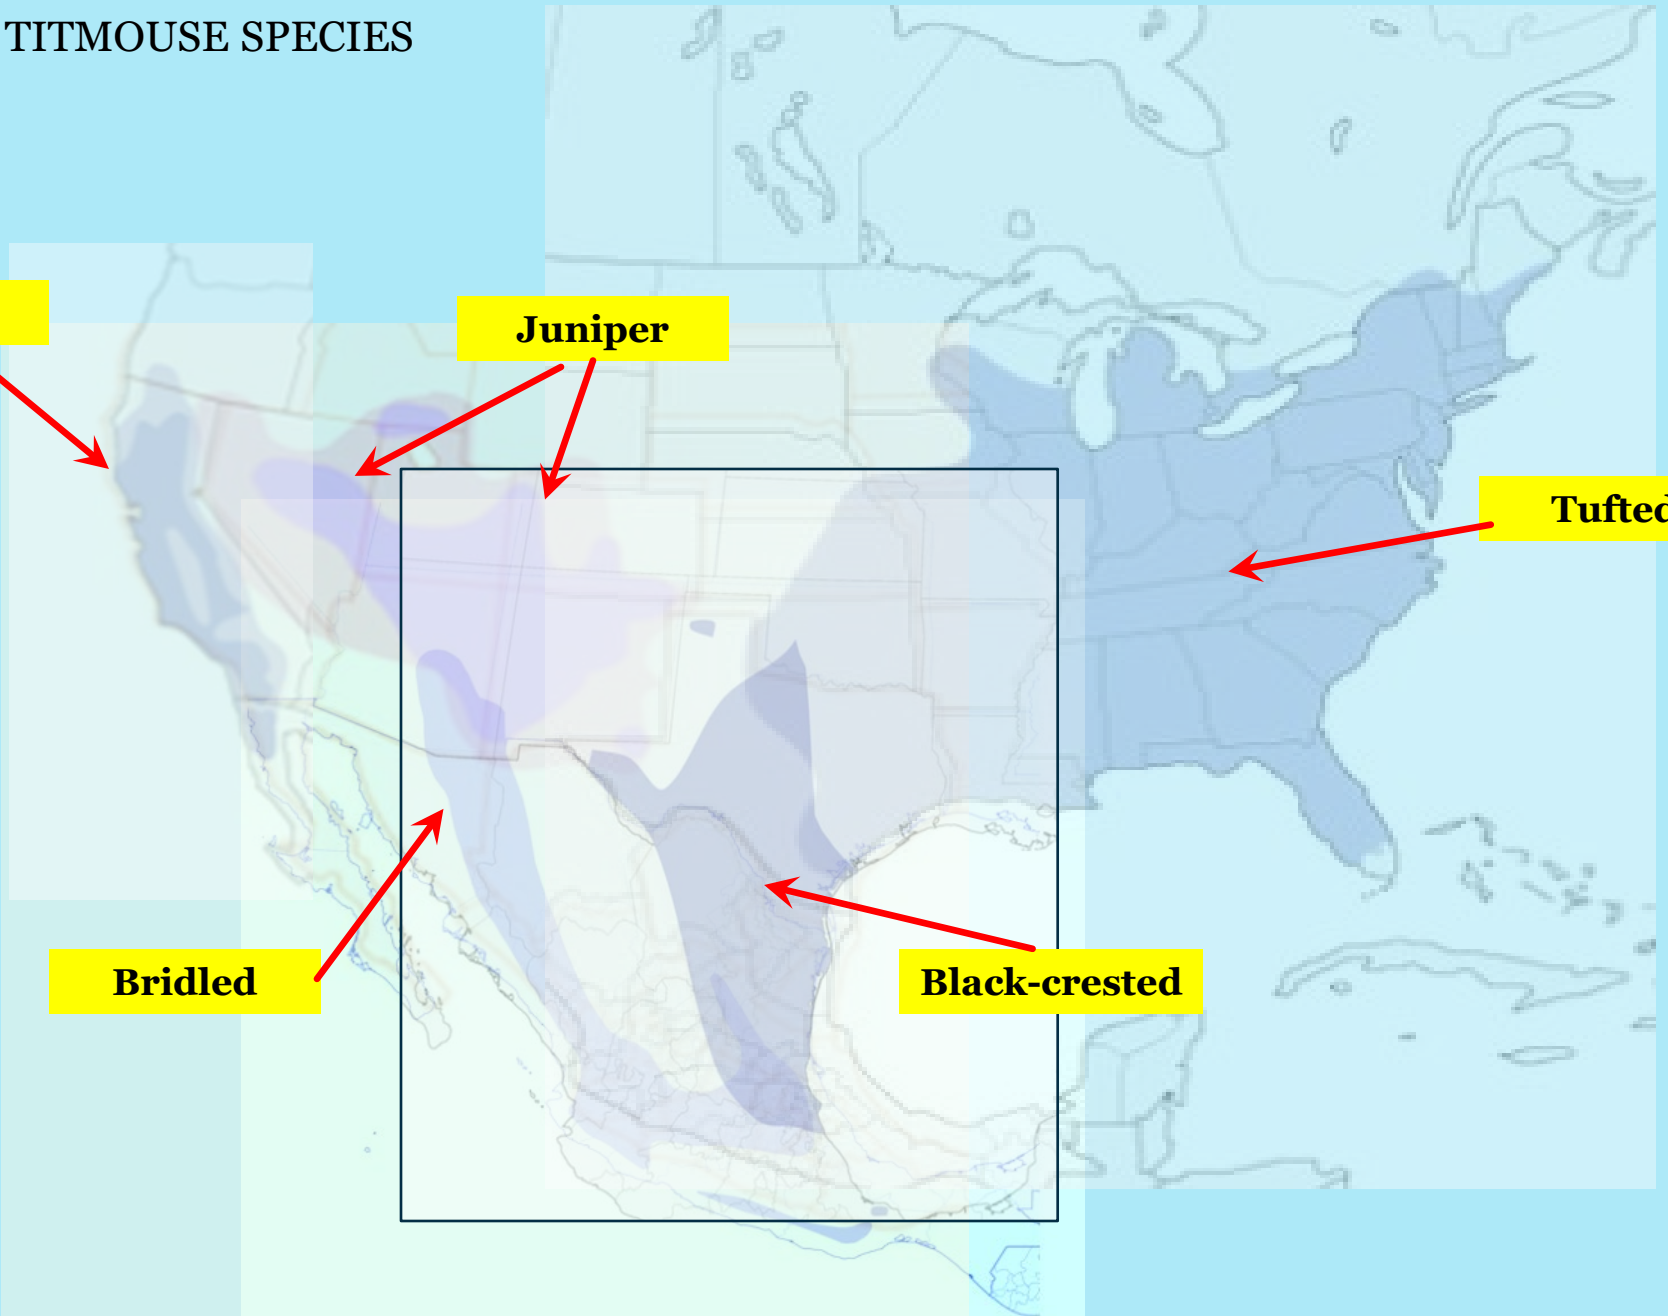 TITMOUSE SPECIES
Juniper
Tufted
Bridled
Black-crested